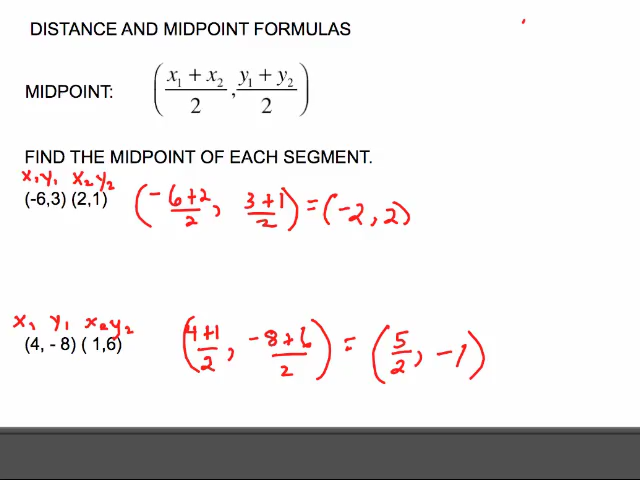 DISTANCE AND MIDPOINT FORMULAS
MIDPOINT: ( x₁ + x₂ / 2 , y₁ + y₂ / 2 )
FIND THE MIDPOINT OF EACH SEGMENT.
x₁ y₁ x₂ y₂
(-6,3) (2,1) ( -6+2 / 2 , 3+1 / 2 ) = (-2, 2)
x₁ y₁ x₂ y₂
(4, - 8) ( 1,6) ( 4+1 / 2 , -8+6 / 2 ) = ( 5 / 2 , -1 )